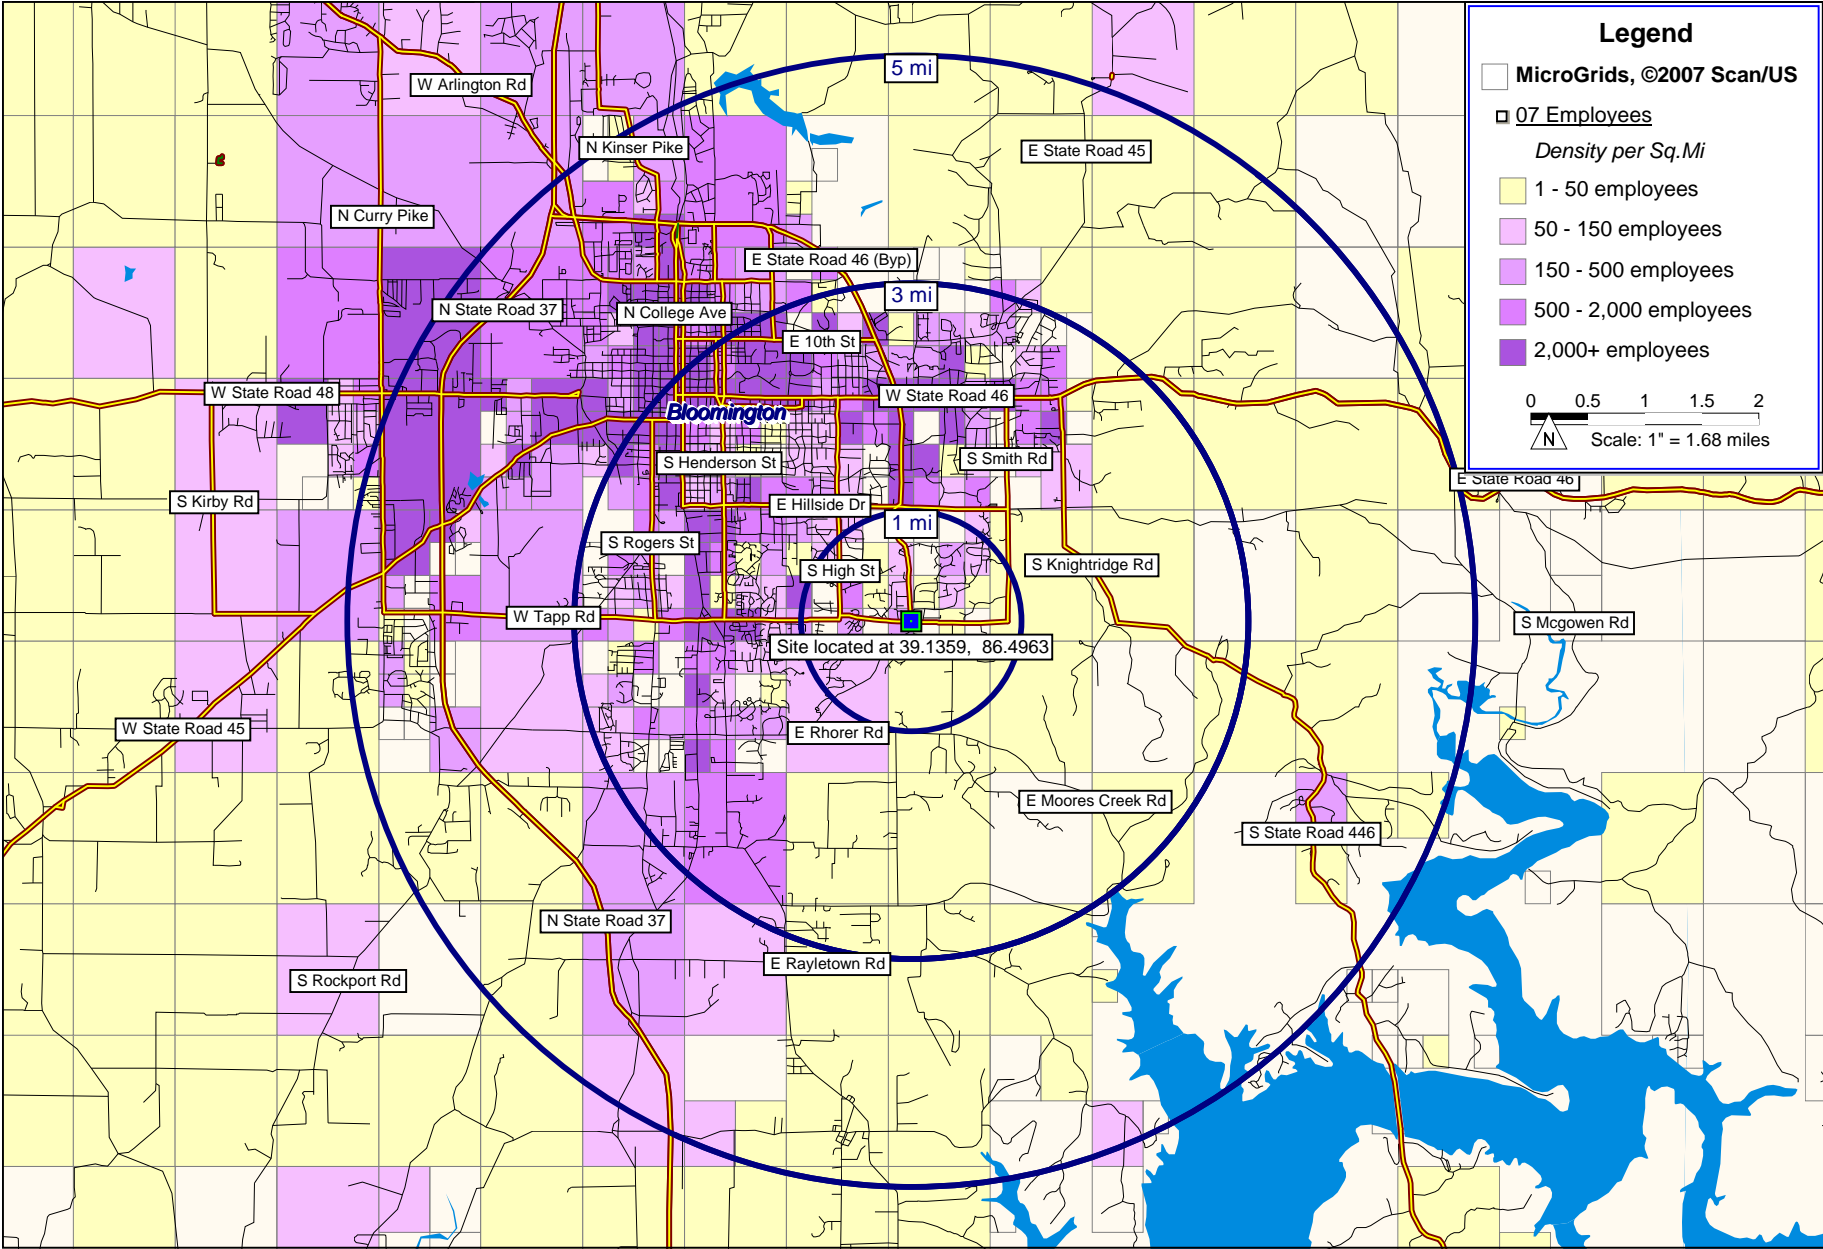 5 mi
W Arlington Rd
N Kinser Pike
E State Road 45
N Curry Pike
E State Road 46 (Byp)
3 mi
N State Road 37
N College Ave
E 10th St
W State Road 48
W State Road 46
Bloomington
S Henderson St
S Smith Rd
E State Road 46
S Kirby Rd
E Hillside Dr
1 mi
S Rogers St
S High St
S Knightridge Rd
W Tapp Rd
S Mcgowen Rd
Site located at 39.1359, 86.4963
W State Road 45
E Rhorer Rd
E Moores Creek Rd
S State Road 446
N State Road 37
E Rayletown Rd
S Rockport Rd
Legend
MicroGrids, ©2007 Scan/US
07 Employees
Density per Sq.Mi
1 - 50 employees
50 - 150 employees
150 - 500 employees
500 - 2,000 employees
2,000+ employees
0 0.5 1 1.5 2
N
Scale: 1" = 1.68 miles